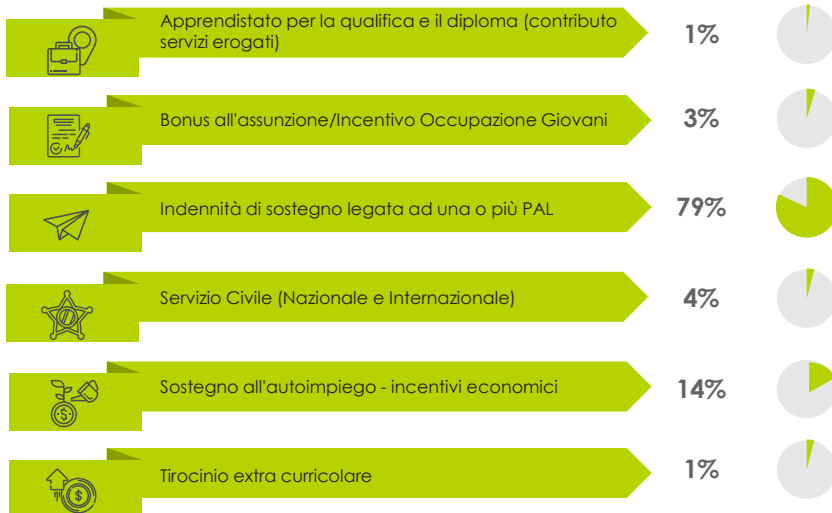 Apprendistato per la qualifica e il diploma (contributo
servizi erogati)
1%
Bonus all'assunzione/Incentivo Occupazione Giovani
3%
Indennità di sostegno legata ad una o più PAL
79%
Servizio Civile (Nazionale e Internazionale)
4%
Sostegno all'autoimpiego - incentivi economici
14%
Tirocinio extra curricolare
1%